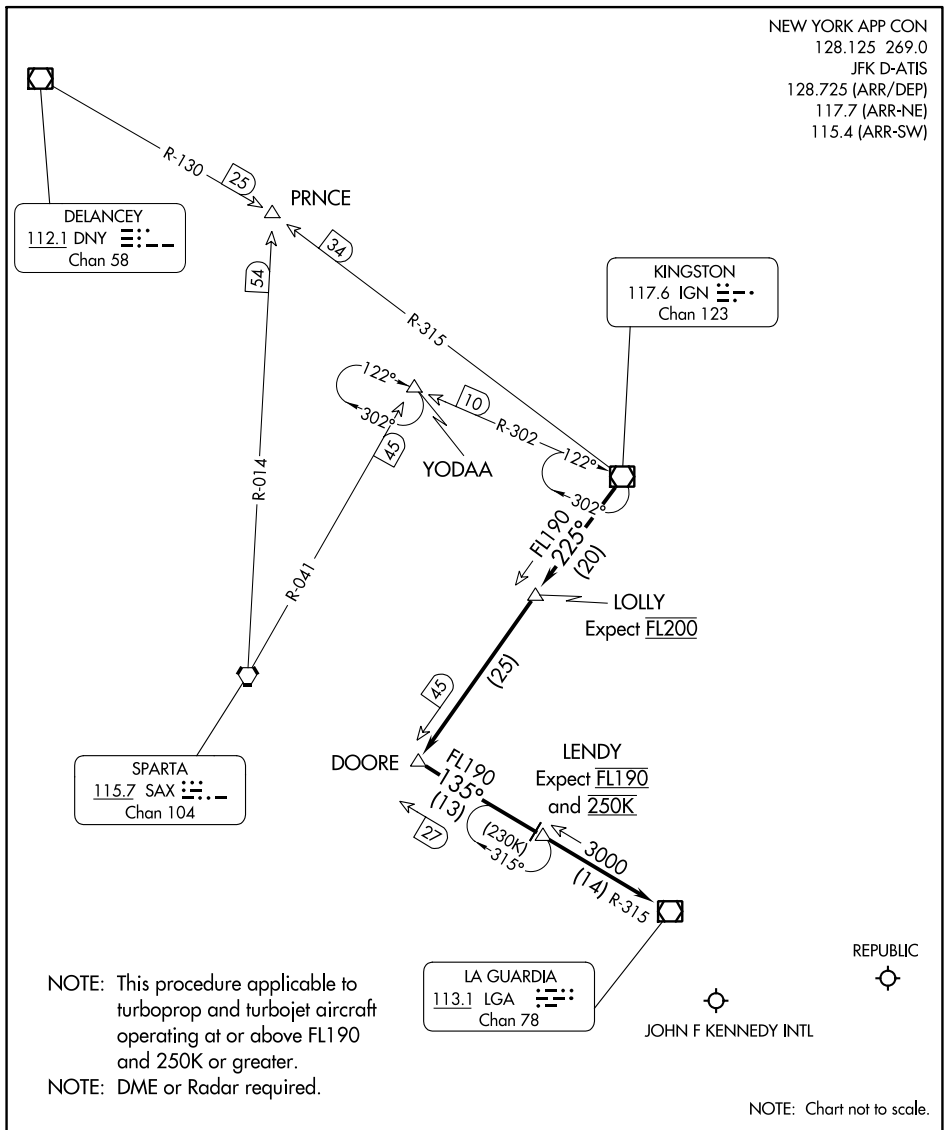 NEW YORK APP CON
128.125 269.0
JFK D-ATIS
128.725 (ARR/DEP)
117.7 (ARR-NE)
115.4 (ARR-SW)
R-130
25
PRNCE
DELANCEY
112.1 DNY
Chan 58
54
34
R-315
KINGSTON
117.6 IGN
Chan 123
122°
302°
10
R-302
122°
302°
45
YODAA
R-014
R-041
FL190
225°
(20)
LOLLY
Expect FL200
(25)
45
SPARTA
115.7 SAX
Chan 104
DOORE
FL190
135°
(13)
27
LENDY
Expect FL190
and 250K
(230K)
315°
3000
(14) R-315
LA GUARDIA
113.1 LGA
Chan 78
REPUBLIC
JOHN F KENNEDY INTL
NOTE: This procedure applicable to
turboprop and turbojet aircraft
operating at or above FL190
and 250K or greater.
NOTE: DME or Radar required.
NOTE: Chart not to scale.